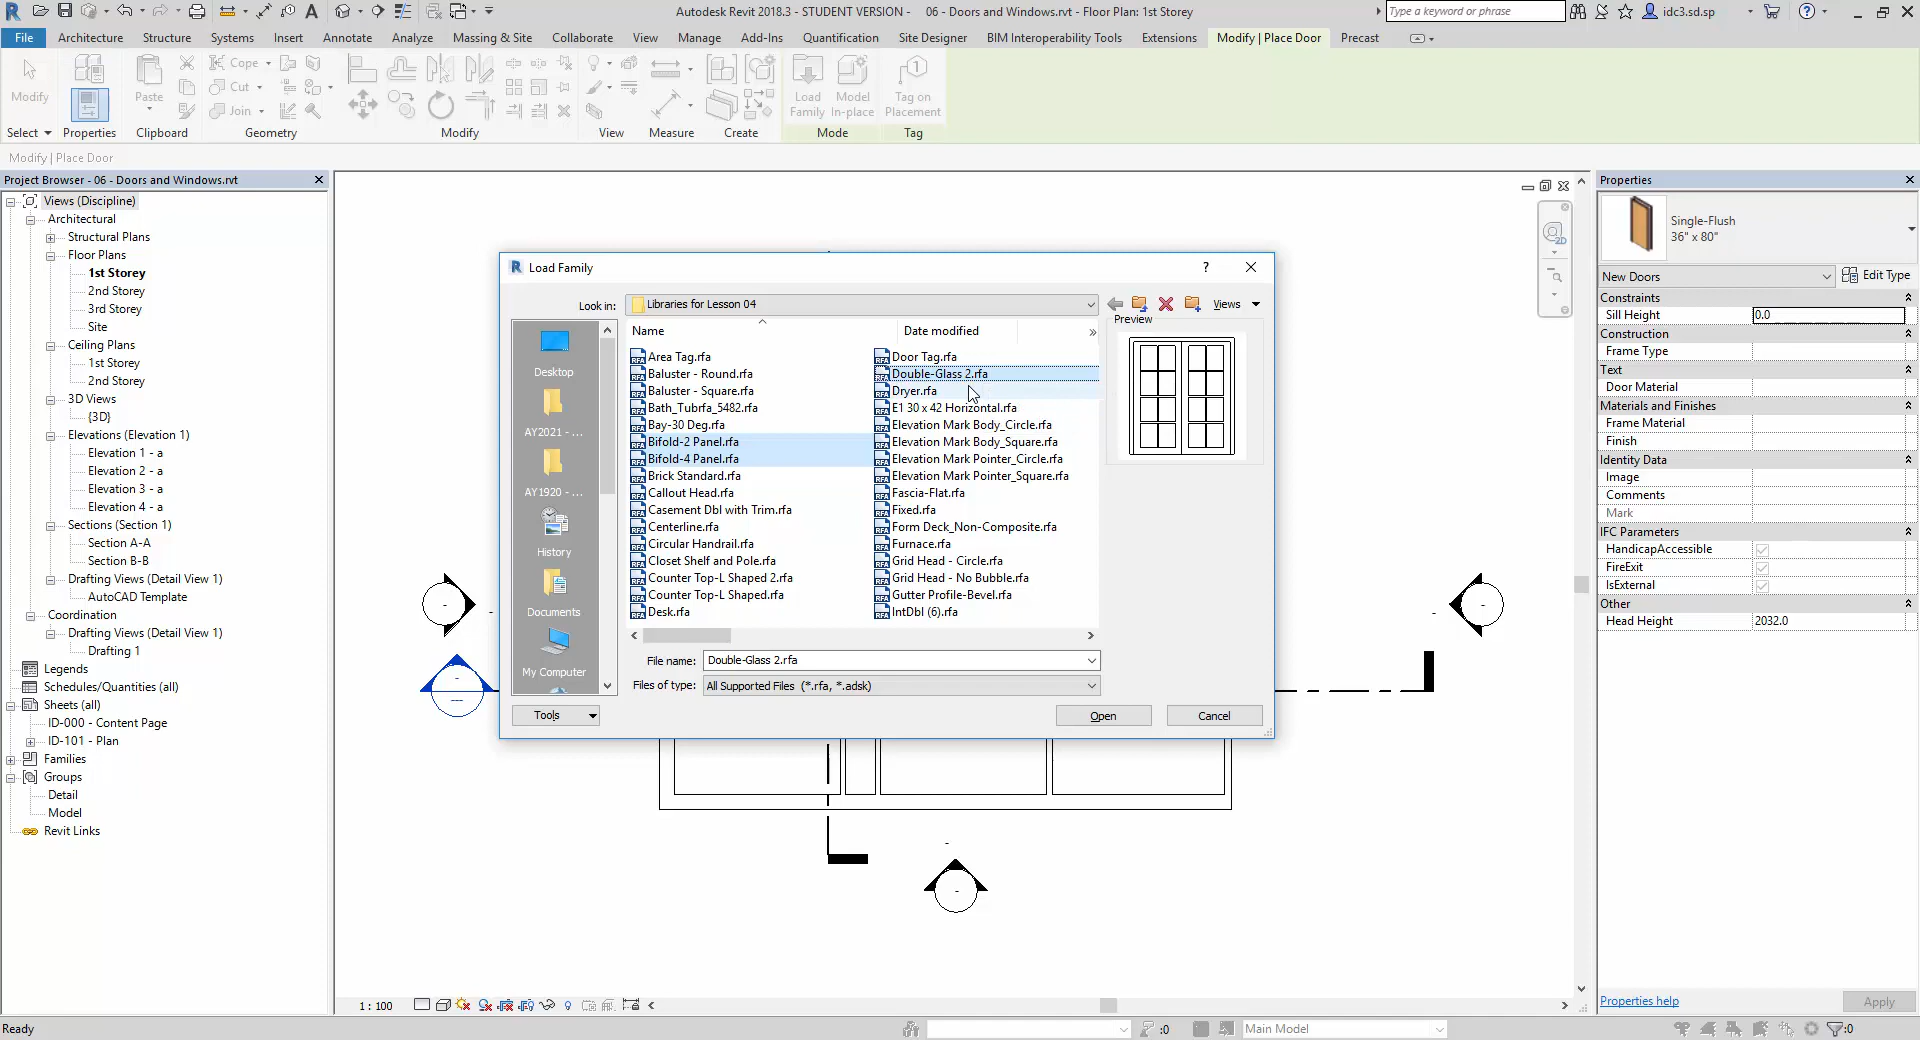 Autodesk Revit 2018.3 - STUDENT VERSION - 06 - Doors and Windows.rvt - Floor Plan: 1st Storey
Type a keyword or phrase
idc3.sd.sp
File Architecture Structure Systems Insert Annotate Analyze Massing & Site Collaborate View Manage Add-Ins Quantification Site Designer BIM Interoperability Tools Extensions Modify | Place Door Precast
Modify
Paste
Cope
Cut
Join
Load Family
Model In-place
Tag on Placement
Select Properties Clipboard Geometry Modify View Measure Create Mode Tag
Modify | Place Door
Project Browser - 06 - Doors and Windows.rvt
Views (Discipline)
Architectural
Structural Plans
Floor Plans
1st Storey
2nd Storey
3rd Storey
Site
Ceiling Plans
1st Storey
2nd Storey
3D Views
{3D}
Elevations (Elevation 1)
Elevation 1 - a
Elevation 2 - a
Elevation 3 - a
Elevation 4 - a
Sections (Section 1)
Section A-A
Section B-B
Drafting Views (Detail View 1)
AutoCAD Template
Coordination
Drafting Views (Detail View 1)
Drafting 1
Legends
Schedules/Quantities (all)
Sheets (all)
ID-000 - Content Page
ID-101 - Plan
Families
Groups
Detail
Model
Revit Links
Load Family
Look in: Libraries for Lesson 04
Views
Preview
Name
Date modified
Desktop
AY2021 - ...
AY1920 - ...
History
Documents
My Computer
Area Tag.rfa
Baluster - Round.rfa
Baluster - Square.rfa
Bath_Tubrfa_5482.rfa
Bay-30 Deg.rfa
Bifold-2 Panel.rfa
Bifold-4 Panel.rfa
Brick Standard.rfa
Callout Head.rfa
Casement Dbl with Trim.rfa
Centerline.rfa
Circular Handrail.rfa
Closet Shelf and Pole.rfa
Counter Top-L Shaped 2.rfa
Counter Top-L Shaped.rfa
Desk.rfa
Door Tag.rfa
Double-Glass 2.rfa
Dryer.rfa
E1 30 x 42 Horizontal.rfa
Elevation Mark Body_Circle.rfa
Elevation Mark Body_Square.rfa
Elevation Mark Pointer_Circle.rfa
Elevation Mark Pointer_Square.rfa
Fascia-Flat.rfa
Fixed.rfa
Form Deck_Non-Composite.rfa
Furnace.rfa
Grid Head - Circle.rfa
Grid Head - No Bubble.rfa
Gutter Profile-Bevel.rfa
IntDbl (6).rfa
File name: Double-Glass 2.rfa
Files of type: All Supported Files (*.rfa, *.adsk)
Tools
Open
Cancel
Properties
Single-Flush
36" x 80"
New Doors
Edit Type
Constraints
Sill Height 0.0
Construction
Frame Type
Text
Door Material
Materials and Finishes
Frame Material
Finish
Identity Data
Image
Comments
Mark
IFC Parameters
HandicapAccessible
FireExit
IsExternal
Other
Head Height 2032.0
Properties help
Apply
1 : 100
Ready
:0
Main Model
:0